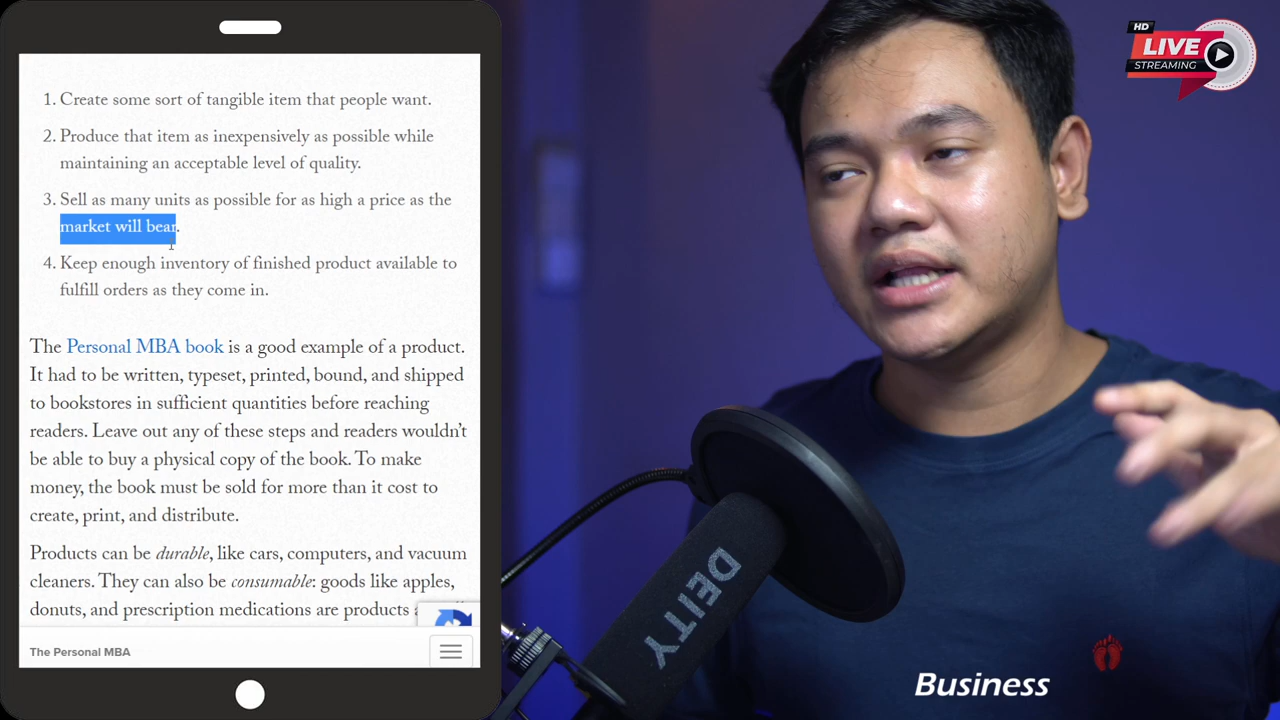 1. Create some sort of tangible item that people want.
2. Produce that item as inexpensively as possible while
maintaining an acceptable level of quality.
3. Sell as many units as possible for as high a price as the
market will bear.
4. Keep enough inventory of finished product available to
fulfill orders as they come in.
The Personal MBA book is a good example of a product.
It had to be written, typeset, printed, bound, and shipped
to bookstores in sufficient quantities before reaching
readers. Leave out any of these steps and readers wouldn't
be able to buy a physical copy of the book. To make
money, the book must be sold for more than it cost to
create, print, and distribute.
Products can be durable, like cars, computers, and vacuum
cleaners. They can also be consumable: goods like apples,
donuts, and prescription medications are products
The Personal MBA
HD
LIVE
STREAMING
DEITY
Business